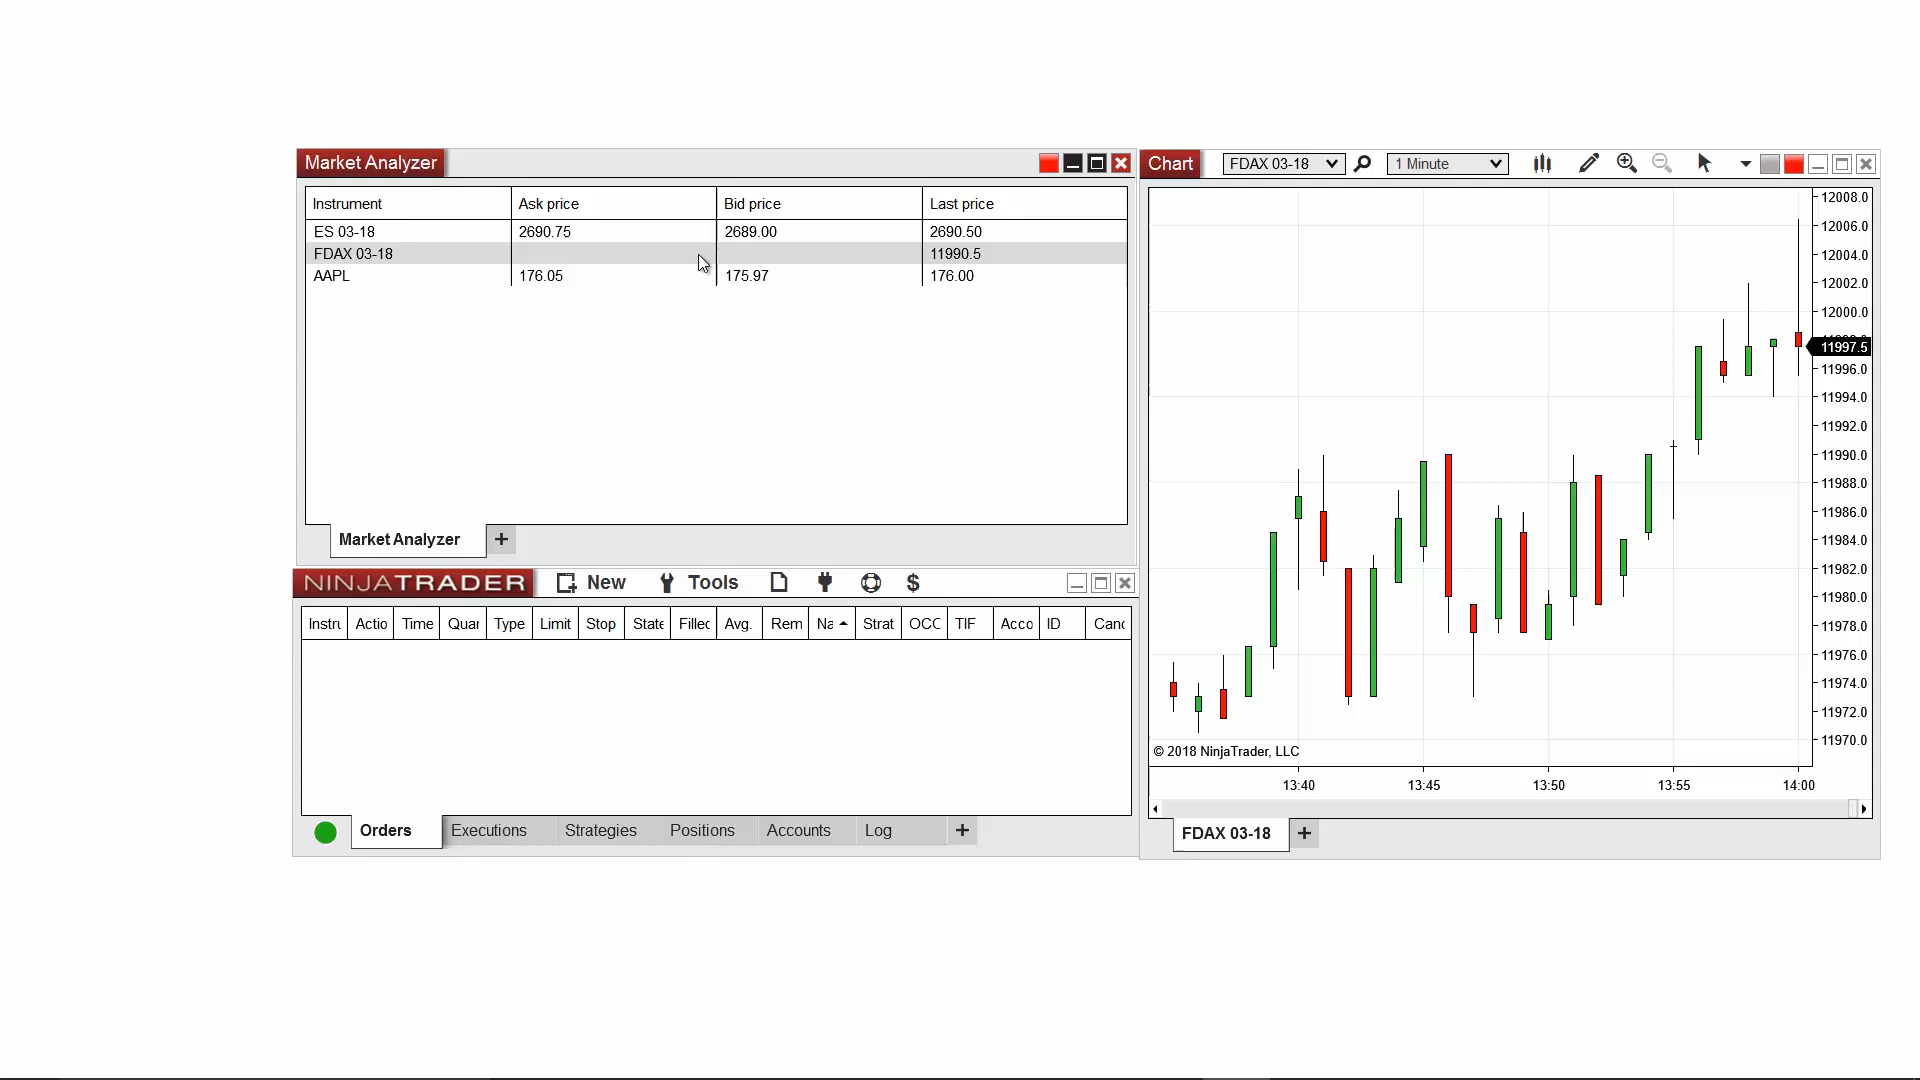 Market Analyzer
Instrument Ask price Bid price Last price
ES 03-18 2690.75 2689.00 2690.50
FDAX 03-18 11990.5
AAPL 176.05 175.97 176.00
Market Analyzer +
NINJATRADER New Tools $
Instru Actio Time Quar Type Limit Stop State Filled Avg. Rem Na Strat OCC TIF Acco ID Canc
Orders Executions Strategies Positions Accounts Log +
Chart FDAX 03-18 1 Minute
12008.0
12006.0
12004.0
12002.0
12000.0
11997.5
11996.0
11994.0
11992.0
11990.0
11988.0
11986.0
11984.0
11982.0
11980.0
11978.0
11976.0
11974.0
11972.0
11970.0
© 2018 NinjaTrader, LLC
13:40 13:45 13:50 13:55 14:00
FDAX 03-18 +